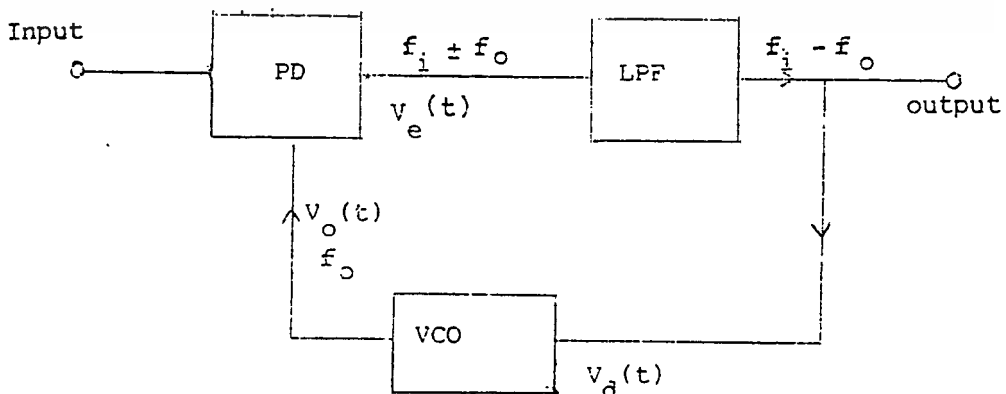 Input
PD
f_i ± f_o
V_e(t)
LPF
f_i - f_o
output
V_o(t)
f_o
VCO
V_d(t)